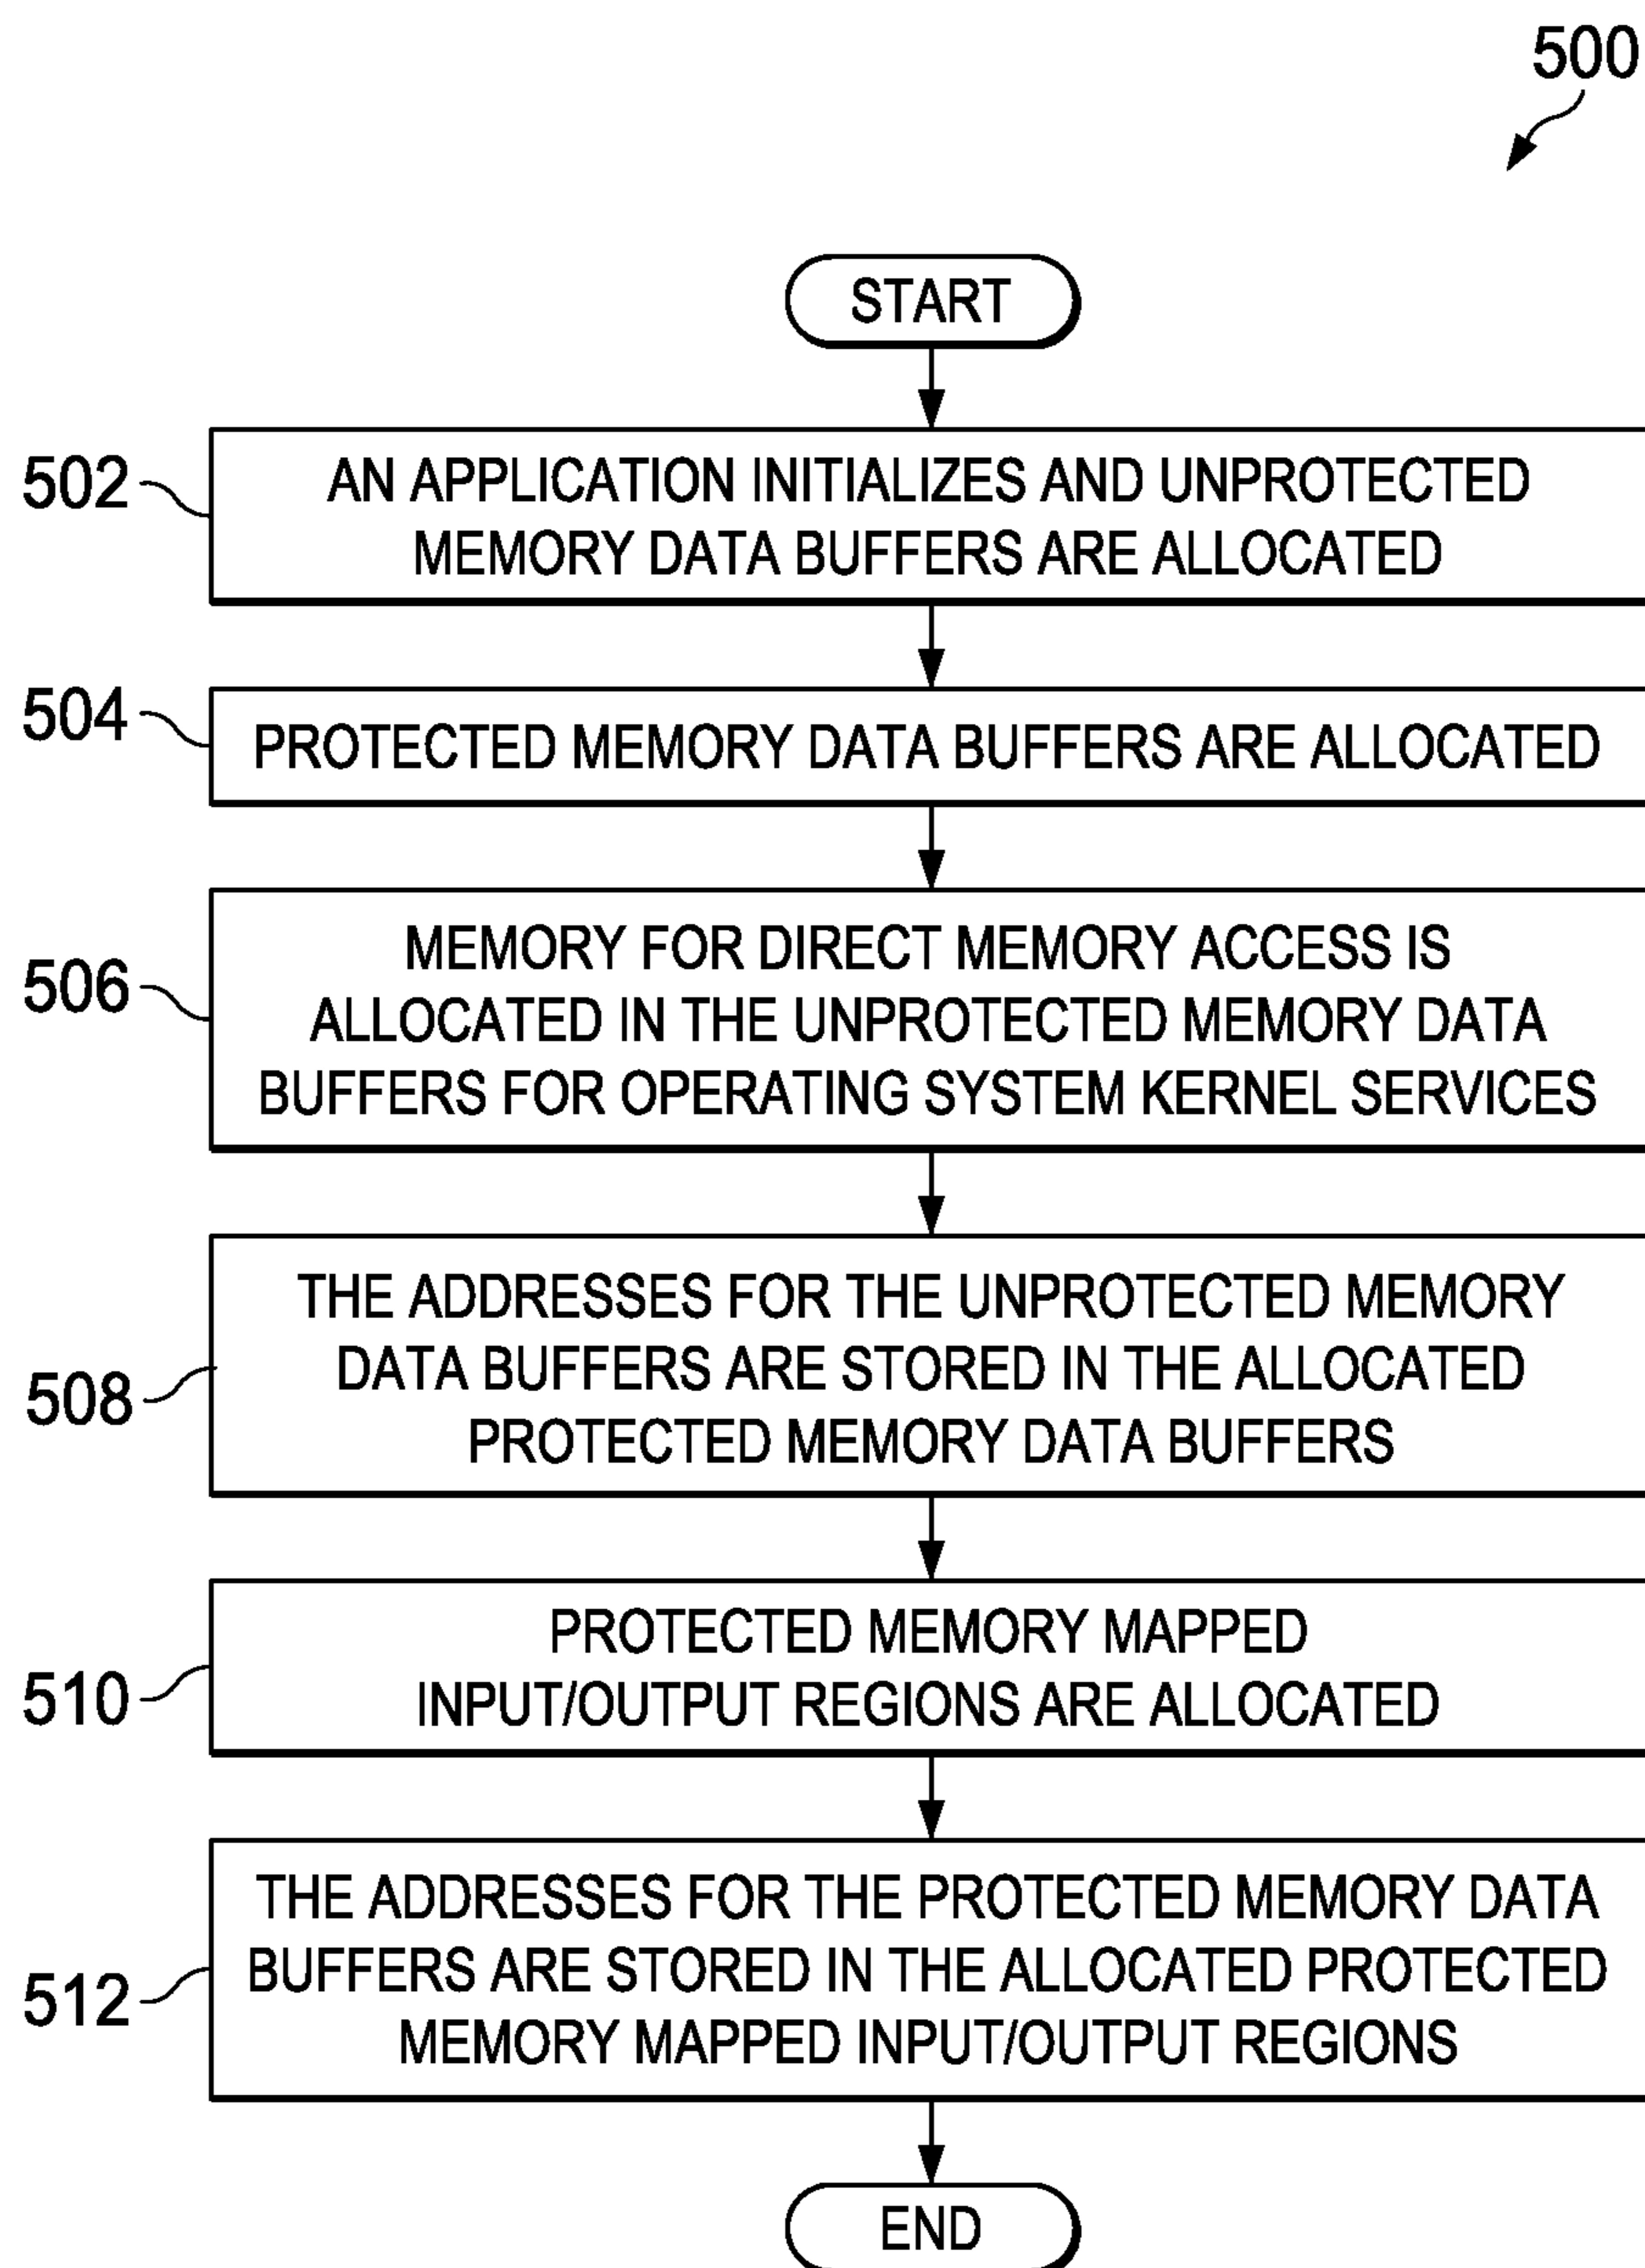 500
START
502
AN APPLICATION INITIALIZES AND UNPROTECTED
MEMORY DATA BUFFERS ARE ALLOCATED
504
PROTECTED MEMORY DATA BUFFERS ARE ALLOCATED
506
MEMORY FOR DIRECT MEMORY ACCESS IS
ALLOCATED IN THE UNPROTECTED MEMORY DATA
BUFFERS FOR OPERATING SYSTEM KERNEL SERVICES
508
THE ADDRESSES FOR THE UNPROTECTED MEMORY
DATA BUFFERS ARE STORED IN THE ALLOCATED
PROTECTED MEMORY DATA BUFFERS
510
PROTECTED MEMORY MAPPED
INPUT/OUTPUT REGIONS ARE ALLOCATED
512
THE ADDRESSES FOR THE PROTECTED MEMORY DATA
BUFFERS ARE STORED IN THE ALLOCATED PROTECTED
MEMORY MAPPED INPUT/OUTPUT REGIONS
END